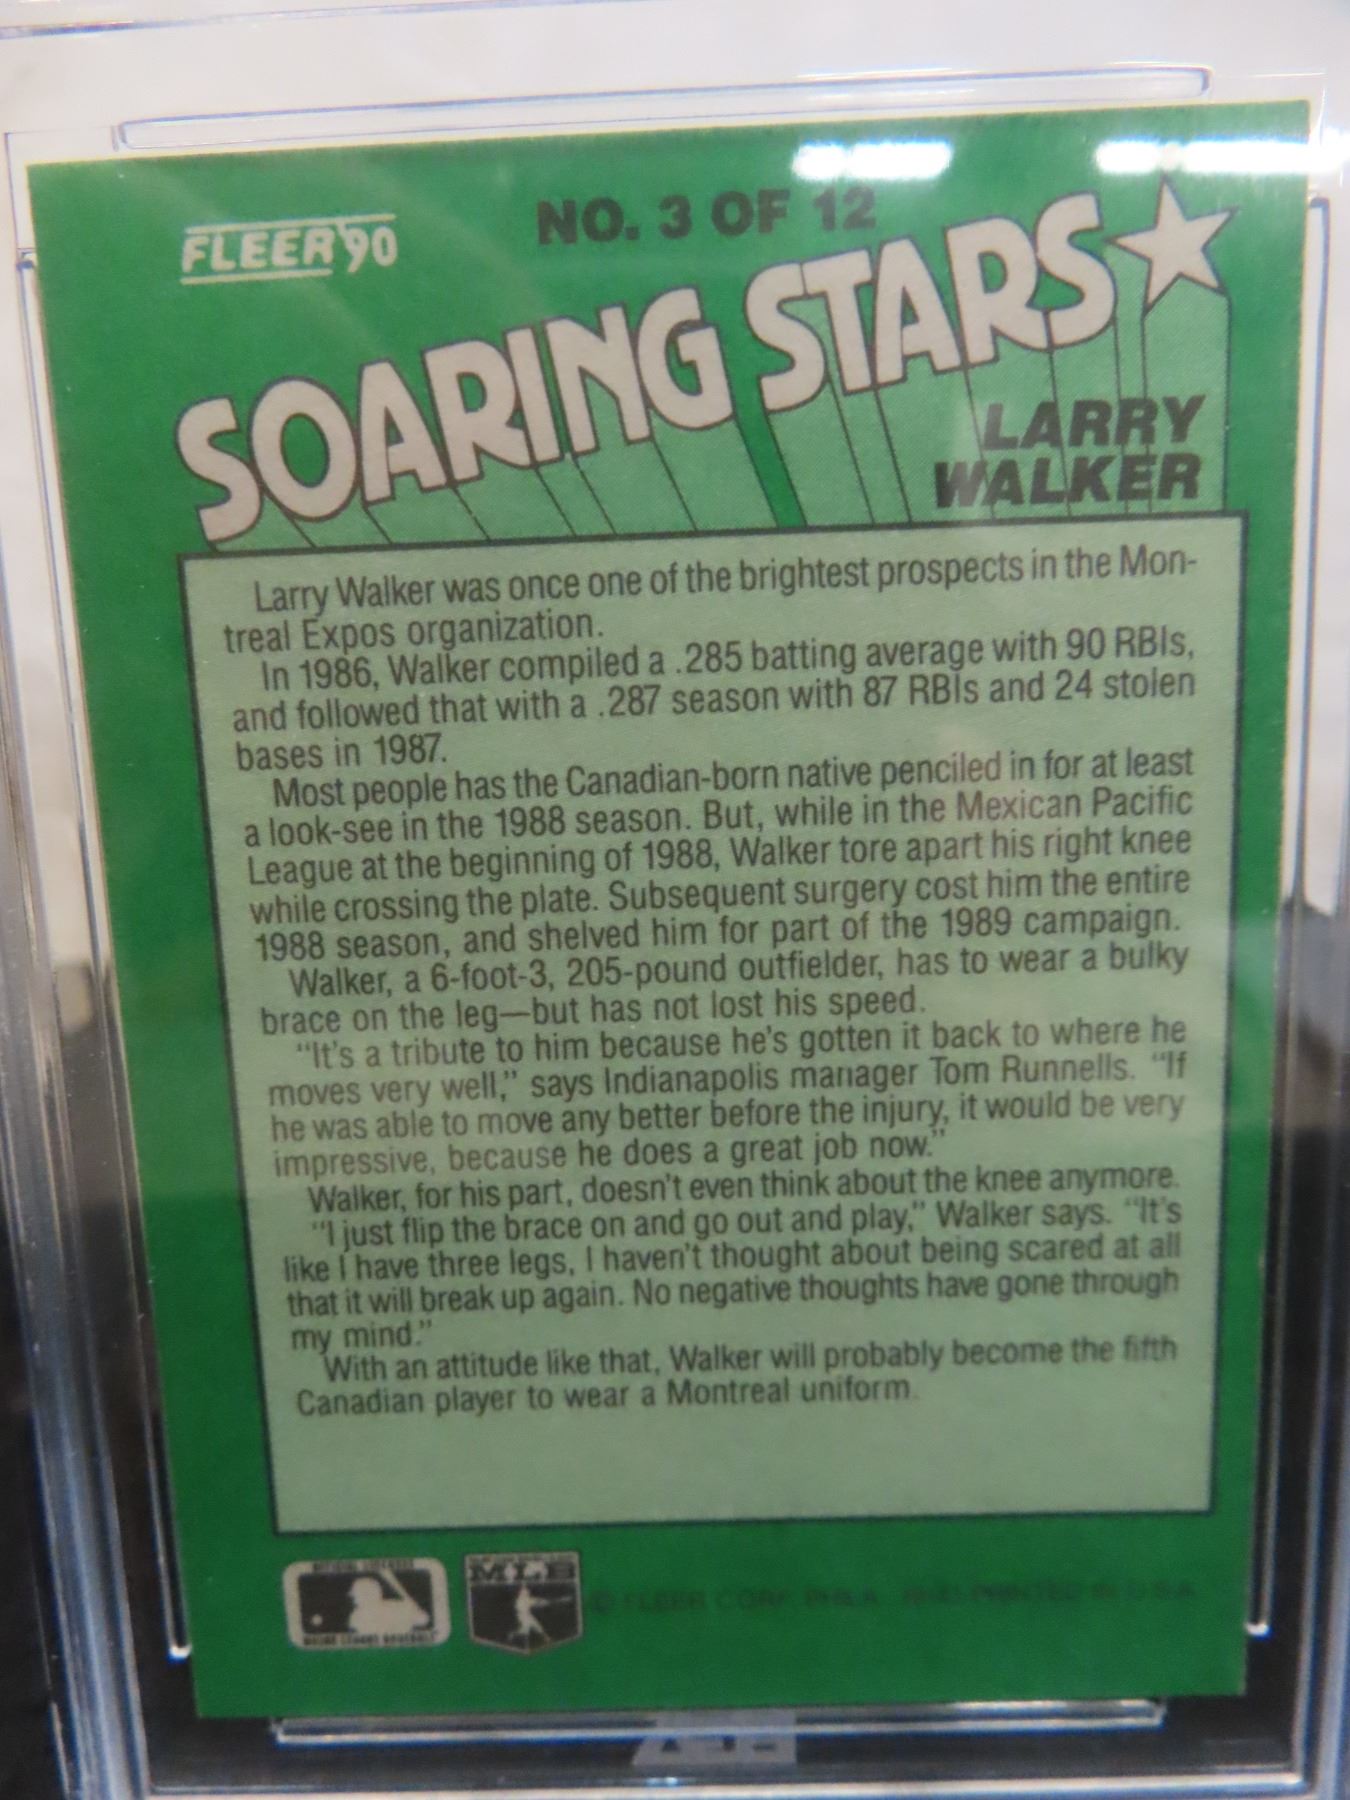 FLEER'90
NO. 3 OF 12
SOARING STARS
LARRY
WALKER
Larry Walker was once one of the brightest prospects in the Mon-
treal Expos organization.
In 1986, Walker compiled a .285 batting average with 90 RBIs,
and followed that with a .287 season with 87 RBIs and 24 stolen
bases in 1987.
Most people has the Canadian-born native penciled in for at least
a look-see in the 1988 season. But, while in the Mexican Pacific
League at the beginning of 1988, Walker tore apart his right knee
while crossing the plate. Subsequent surgery cost him the entire
1988 season, and shelved him for part of the 1989 campaign.
Walker, a 6-foot-3, 205-pound outfielder, has to wear a bulky
brace on the leg—but has not lost his speed.
"It's a tribute to him because he's gotten it back to where he
moves very well," says Indianapolis manager Tom Runnells. "If
he was able to move any better before the injury, it would be very
impressive, because he does a great job now."
Walker, for his part, doesn't even think about the knee anymore.
"I just flip the brace on and go out and play," Walker says. "It's
like I have three legs, I haven't thought about being scared at all
that it will break up again. No negative thoughts have gone through
my mind."
With an attitude like that, Walker will probably become the fifth
Canadian player to wear a Montreal uniform.
MLB
© FLEER CORP. PHILA. PRINTED IN U.S.A.